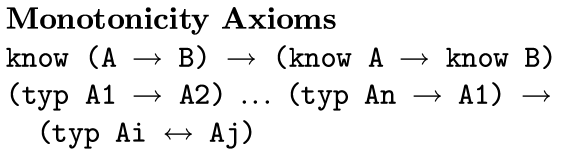 Monotonicity Axioms
know (A → B) → (know A → know B)
(typ A1 → A2) ... (typ An → A1) →
(typ Ai ↔ Aj)